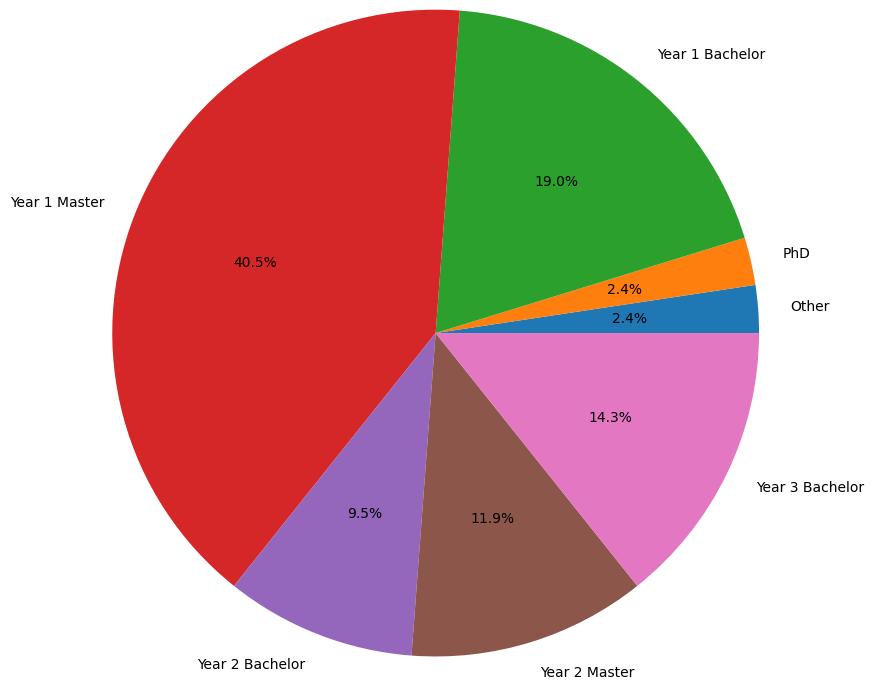 Year 1 Bachelor
19.0%
Year 1 Master
40.5%
PhD
2.4%
Other
2.4%
14.3%
Year 3 Bachelor
9.5%
11.9%
Year 2 Bachelor
Year 2 Master